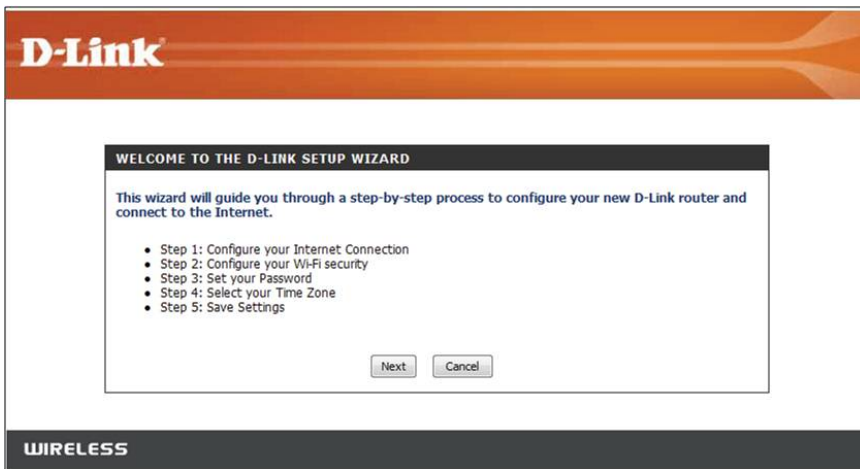 D-Link
WELCOME TO THE D-LINK SETUP WIZARD
This wizard will guide you through a step-by-step process to configure your new D-Link router and
connect to the Internet.
• Step 1: Configure your Internet Connection
• Step 2: Configure your Wi-Fi security
• Step 3: Set your Password
• Step 4: Select your Time Zone
• Step 5: Save Settings
Next Cancel
WIRELESS